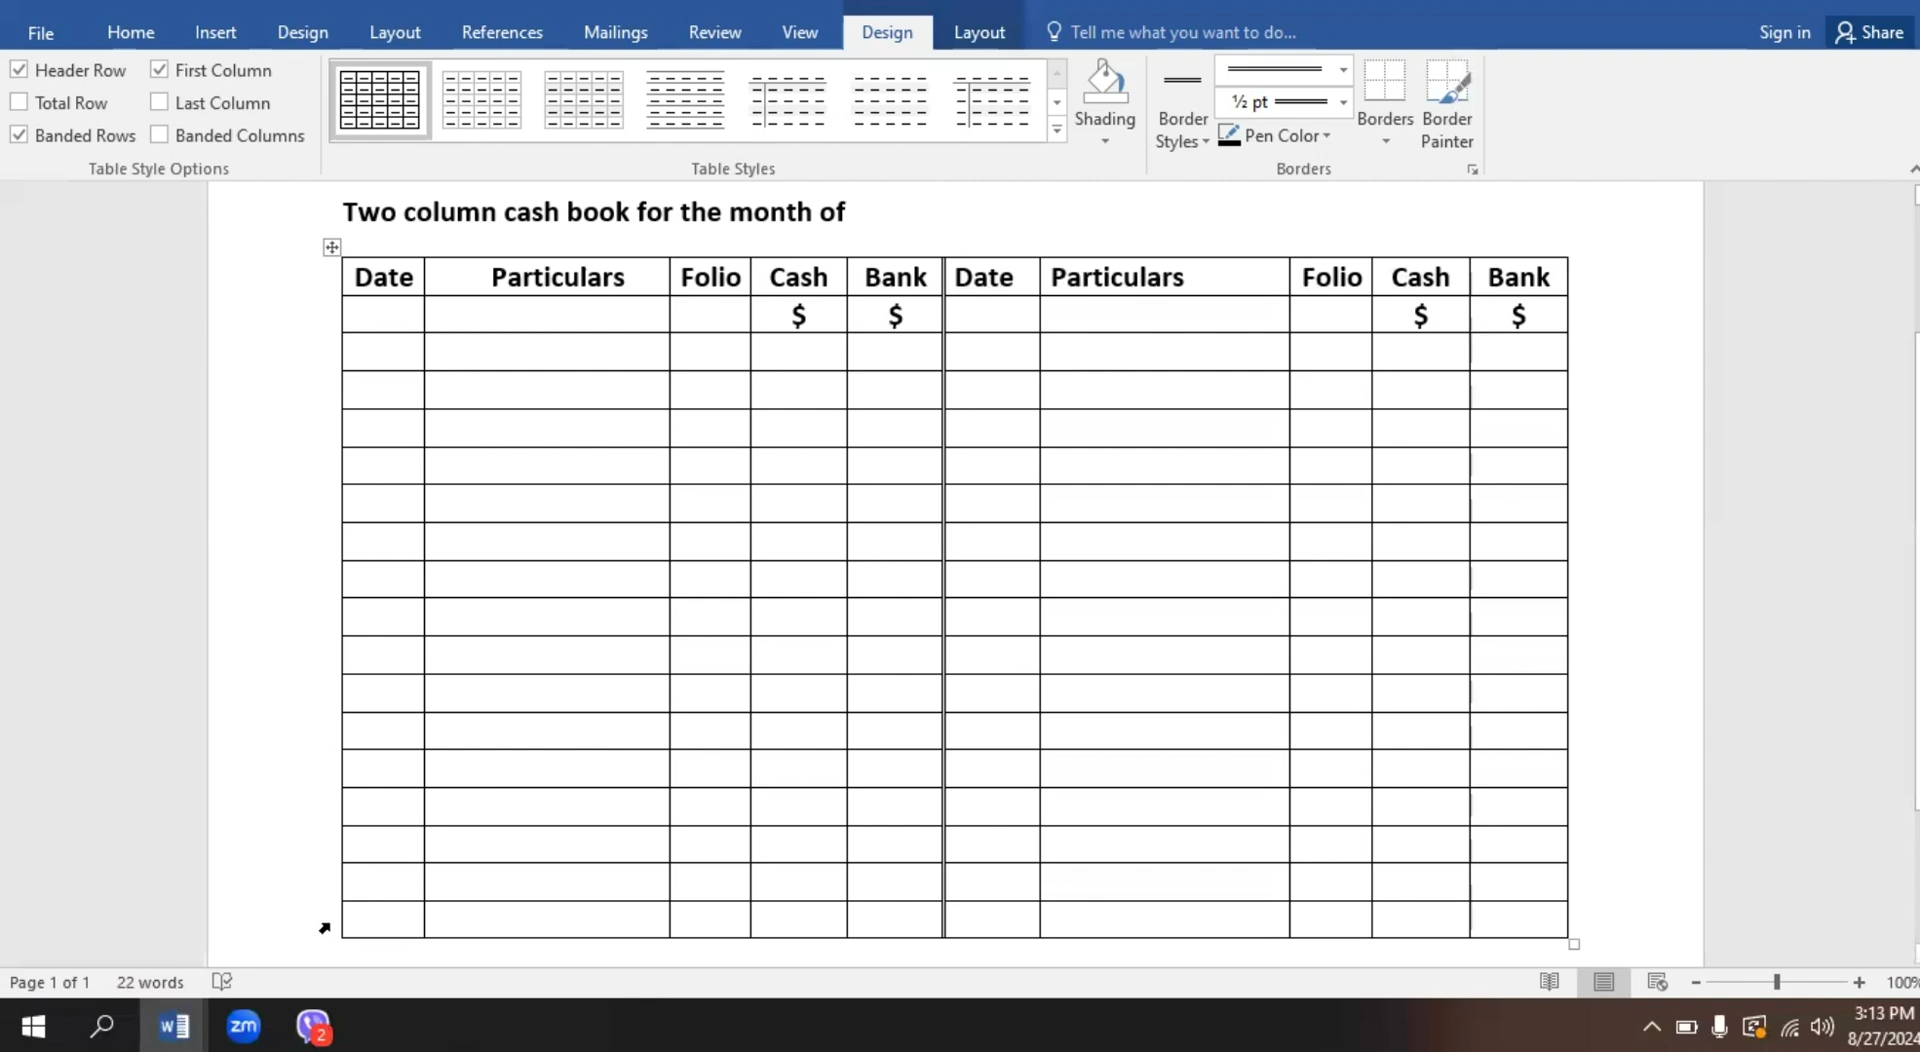 File Home Insert Design Layout References Mailings Review View Design Layout Tell me what you want to do... Sign in Share
Header Row First Column
Total Row Last Column
Banded Rows Banded Columns
Table Style Options
Table Styles
Shading
Border Styles
½ pt
Pen Color
Borders
Border Painter
Borders
Two column cash book for the month of
Date Particulars Folio Cash Bank Date Particulars Folio Cash Bank
$ $ $ $
Page 1 of 1 22 words
100%
zm
2
3:13 PM
8/27/2024